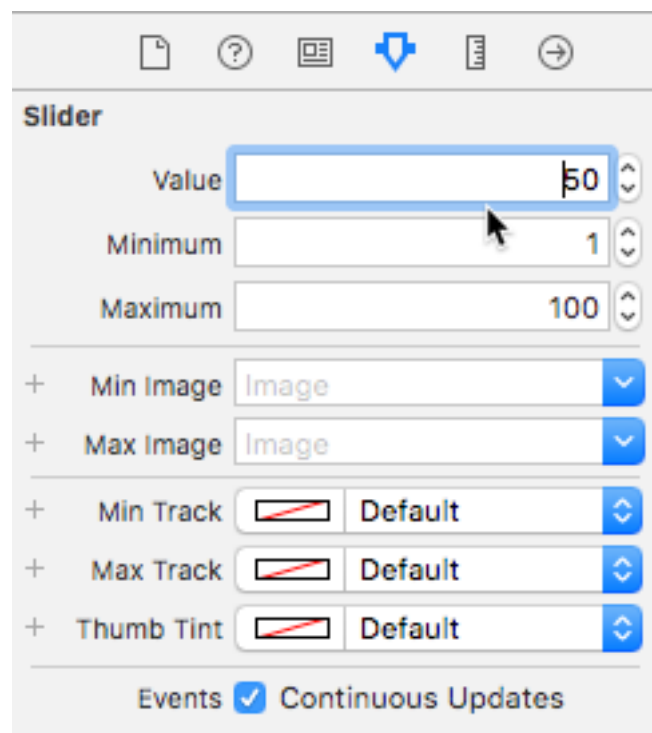 Slider
Value 50
Minimum 1
Maximum 100
+ Min Image Image
+ Max Image Image
+ Min Track Default
+ Max Track Default
+ Thumb Tint Default
Events Continuous Updates